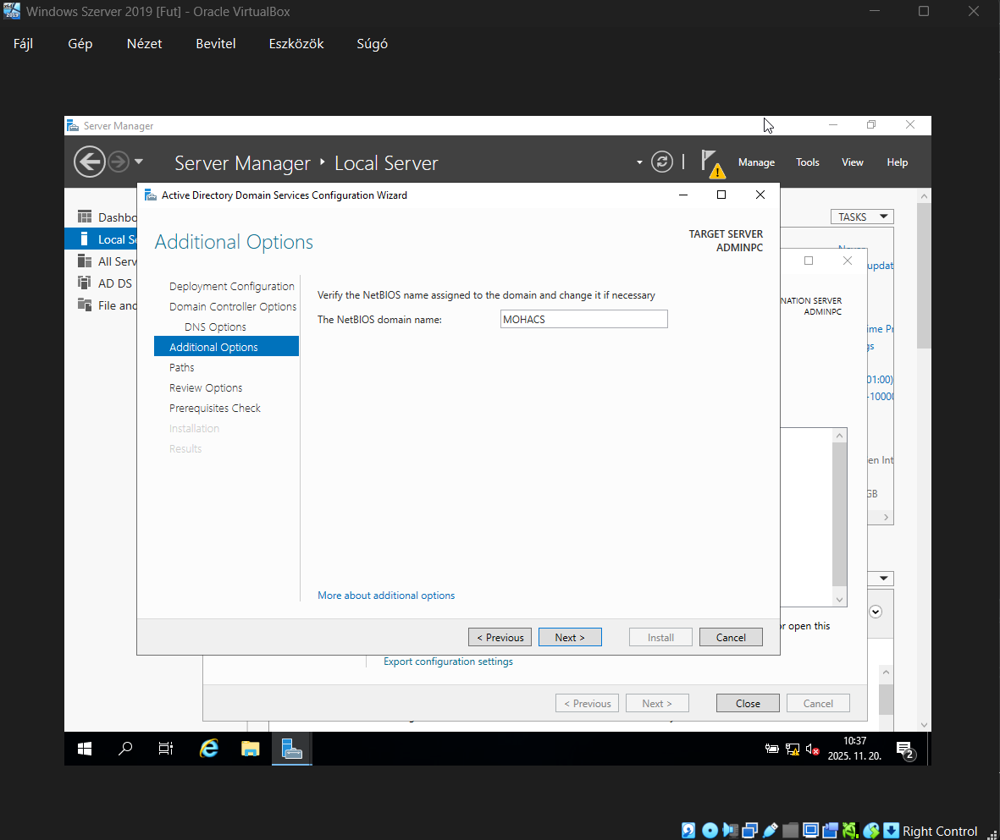 Windows Szerver 2019 [Fut] - Oracle VirtualBox
Fájl Gép Nézet Bevitel Eszközök Súgó
Server Manager
Server Manager Local Server
Manage Tools View Help
Active Directory Domain Services Configuration Wizard
Dashbo
Local Se
All Serv
AD DS
File and
TASKS
Additional Options
TARGET SERVER
ADMINPC
updat
NATION SERVER
ADMINPC
Deployment Configuration
Domain Controller Options
DNS Options
Additional Options
Paths
Review Options
Prerequisites Check
Installation
Results
Verify the NetBIOS name assigned to the domain and change it if necessary
The NetBIOS domain name: MOHACS
ime Pr
gs
01:00)
-1000
en Int
GB
More about additional options
or open this
< Previous Next > Install Cancel
Export configuration settings
< Previous Next > Close Cancel
10:37
2025. 11. 20.
2
Right Control